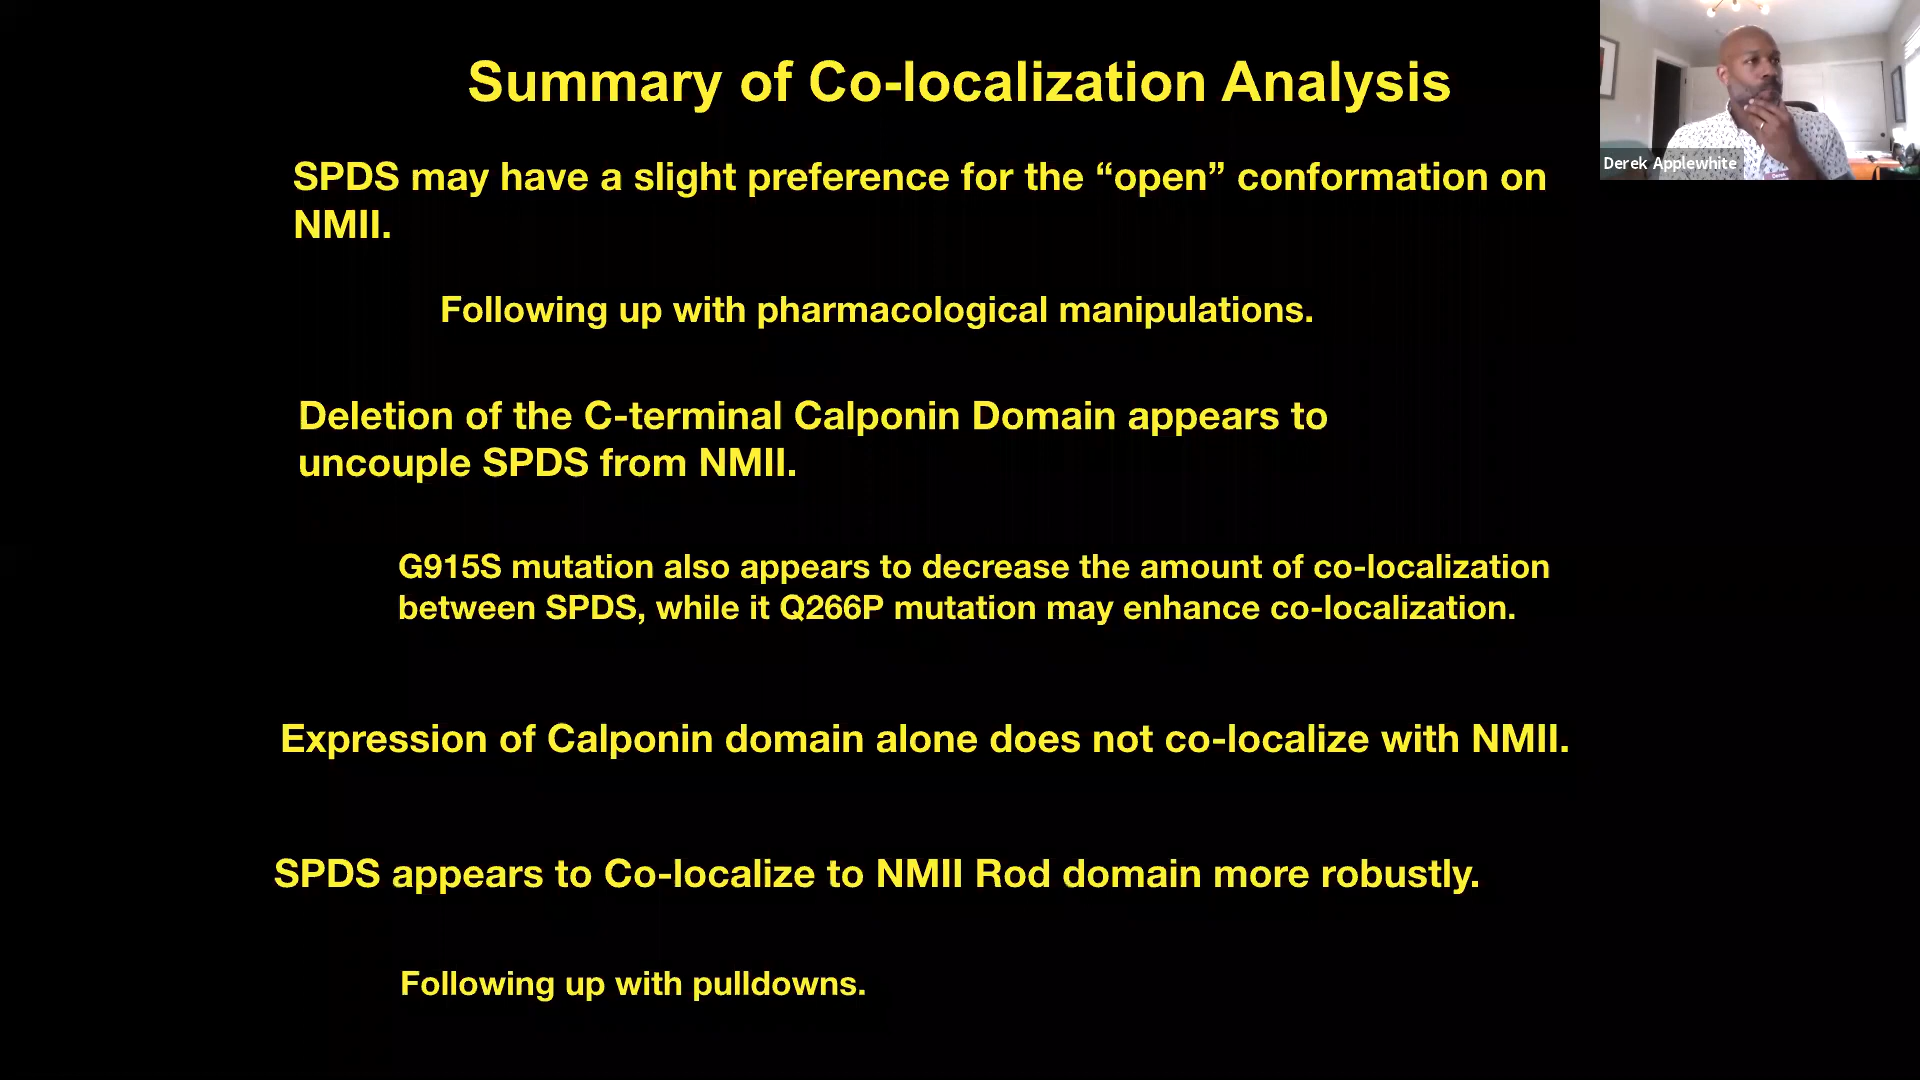 Summary of Co-localization Analysis
SPDS may have a slight preference for the “open” conformation on
NMII.
Following up with pharmacological manipulations.
Deletion of the C-terminal Calponin Domain appears to
uncouple SPDS from NMII.
G915S mutation also appears to decrease the amount of co-localization
between SPDS, while it Q266P mutation may enhance co-localization.
Expression of Calponin domain alone does not co-localize with NMII.
SPDS appears to Co-localize to NMII Rod domain more robustly.
Following up with pulldowns.
Derek Applewhite